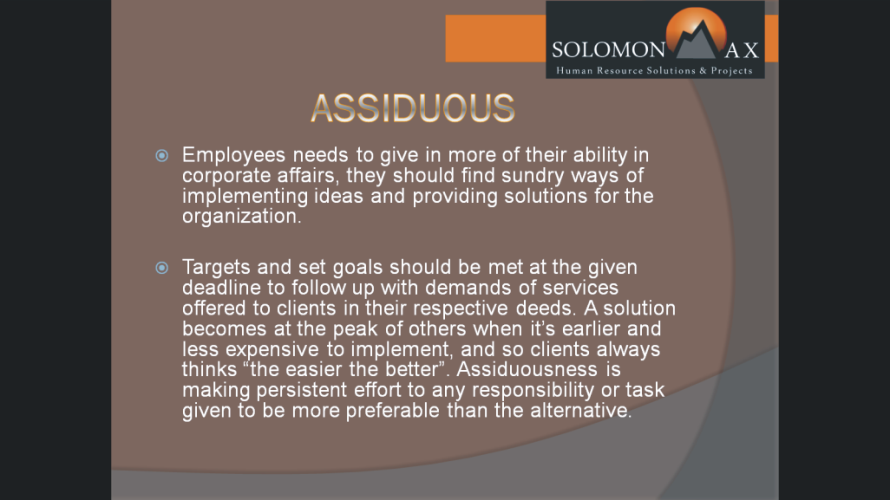 SOLOMON AX
Human Resource Solutions & Projects
ASSIDUOUS
Employees needs to give in more of their ability in
corporate affairs, they should find sundry ways of
implementing ideas and providing solutions for the
organization.
Targets and set goals should be met at the given
deadline to follow up with demands of services
offered to clients in their respective deeds. A solution
becomes at the peak of others when it's earlier and
less expensive to implement, and so clients always
thinks “the easier the better”. Assiduousness is
making persistent effort to any responsibility or task
given to be more preferable than the alternative.